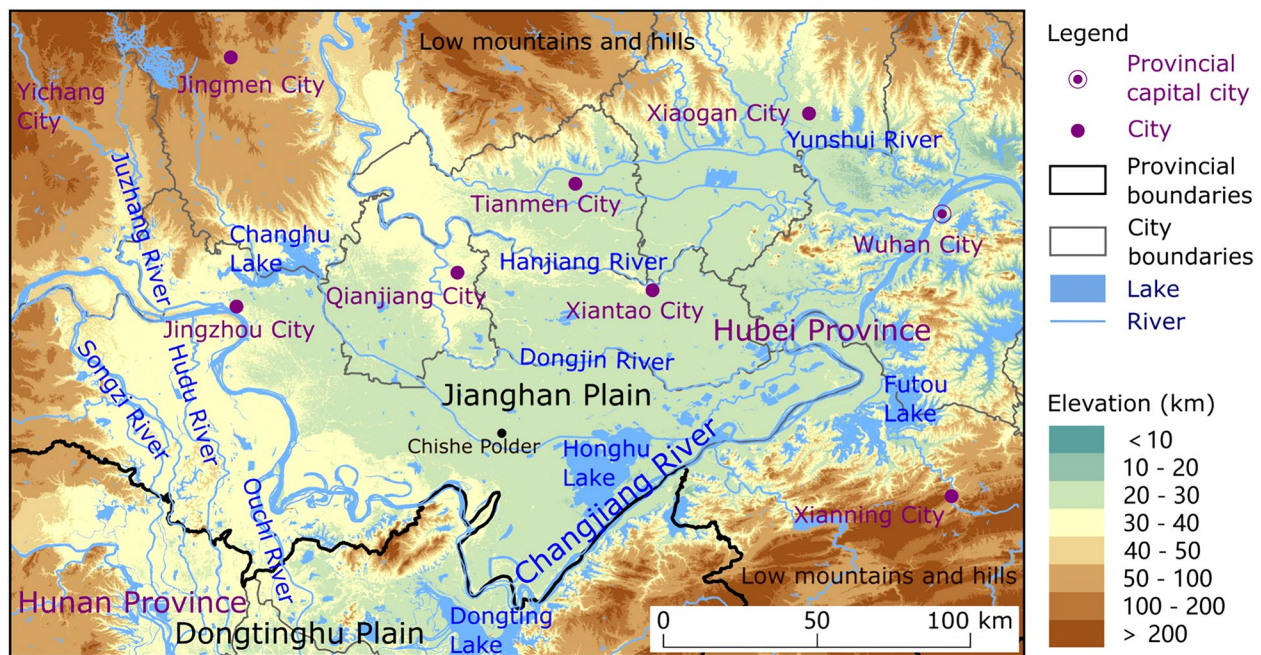 Low mountains and hills
Jingmen City
Yichang
City
Xiaogan City
Yunshui River
Juzhang River
Tianmen City
Changhu
Lake
Wuhan City
Hanjiang River
Qianjiang City
Xiantao City
Jingzhou City
Hubei Province
Songzi River
Hudu River
Dongjin River
Jianghan Plain
Futou
Lake
Chishe Polder
Honghu
Lake
Changjiang River
Ouchi River
Xianning City
Low mountains and hills
Hunan Province
Dongtinghu Plain
Dongting
Lake
0 50 100 km
Legend
Provincial
capital city
City
Provincial
boundaries
City
boundaries
Lake
River
Elevation (km)
< 10
10 - 20
20 - 30
30 - 40
40 - 50
50 - 100
100 - 200
> 200